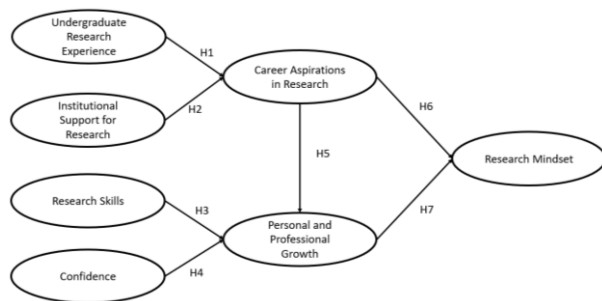 Undergraduate
Research
Experience
H1
Career Aspirations
in Research
Institutional
Support for
Research
H2
H6
H5
Research Mindset
Research Skills
H3
H7
Personal and
Professional
Growth
Confidence
H4